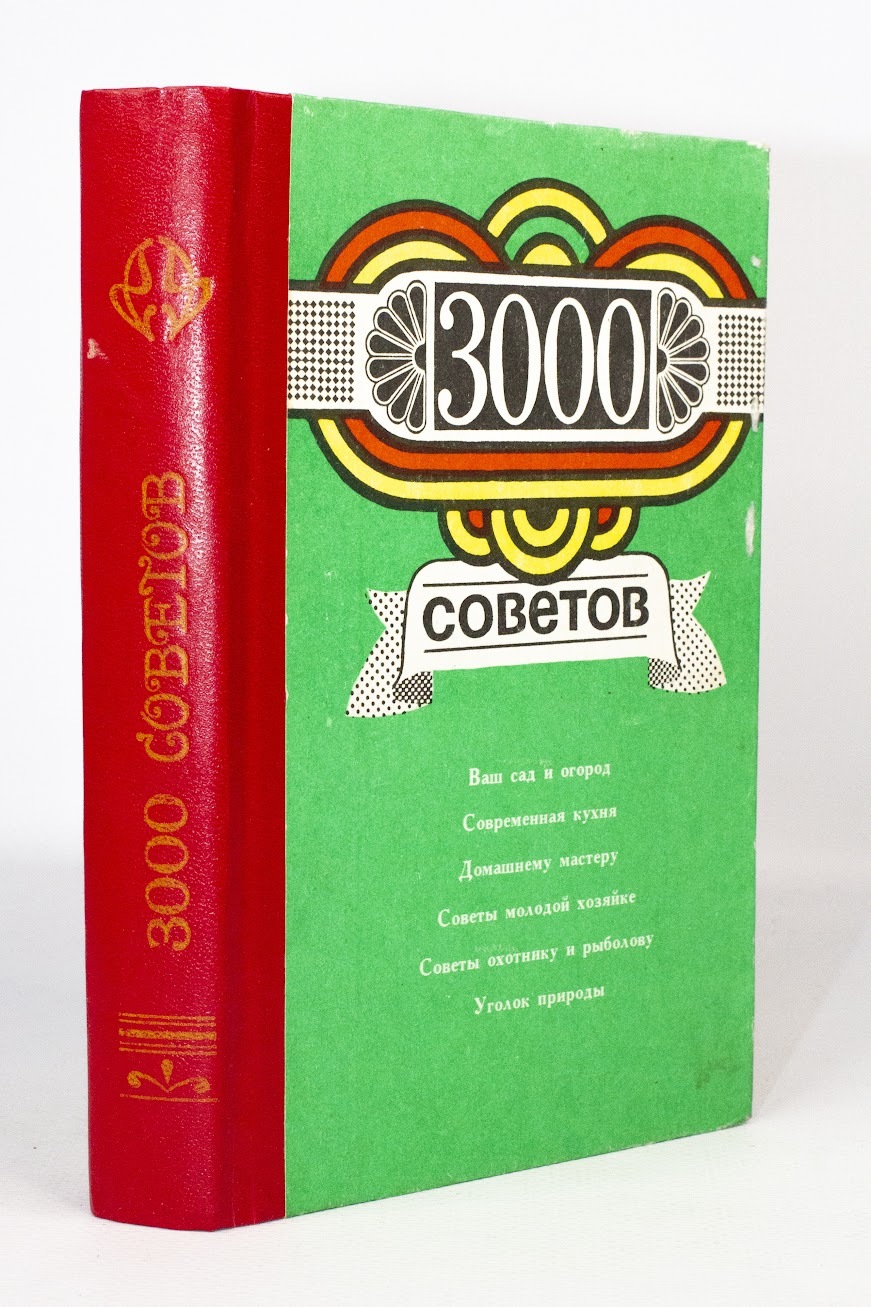 3000 СОВЕТОВ
3000
СОВеТОВ
Ваш сад и огород
Современная кухня
Домашнему мастеру
Советы молодой хозяйке
Советы охотнику и рыболову
Уголок природы